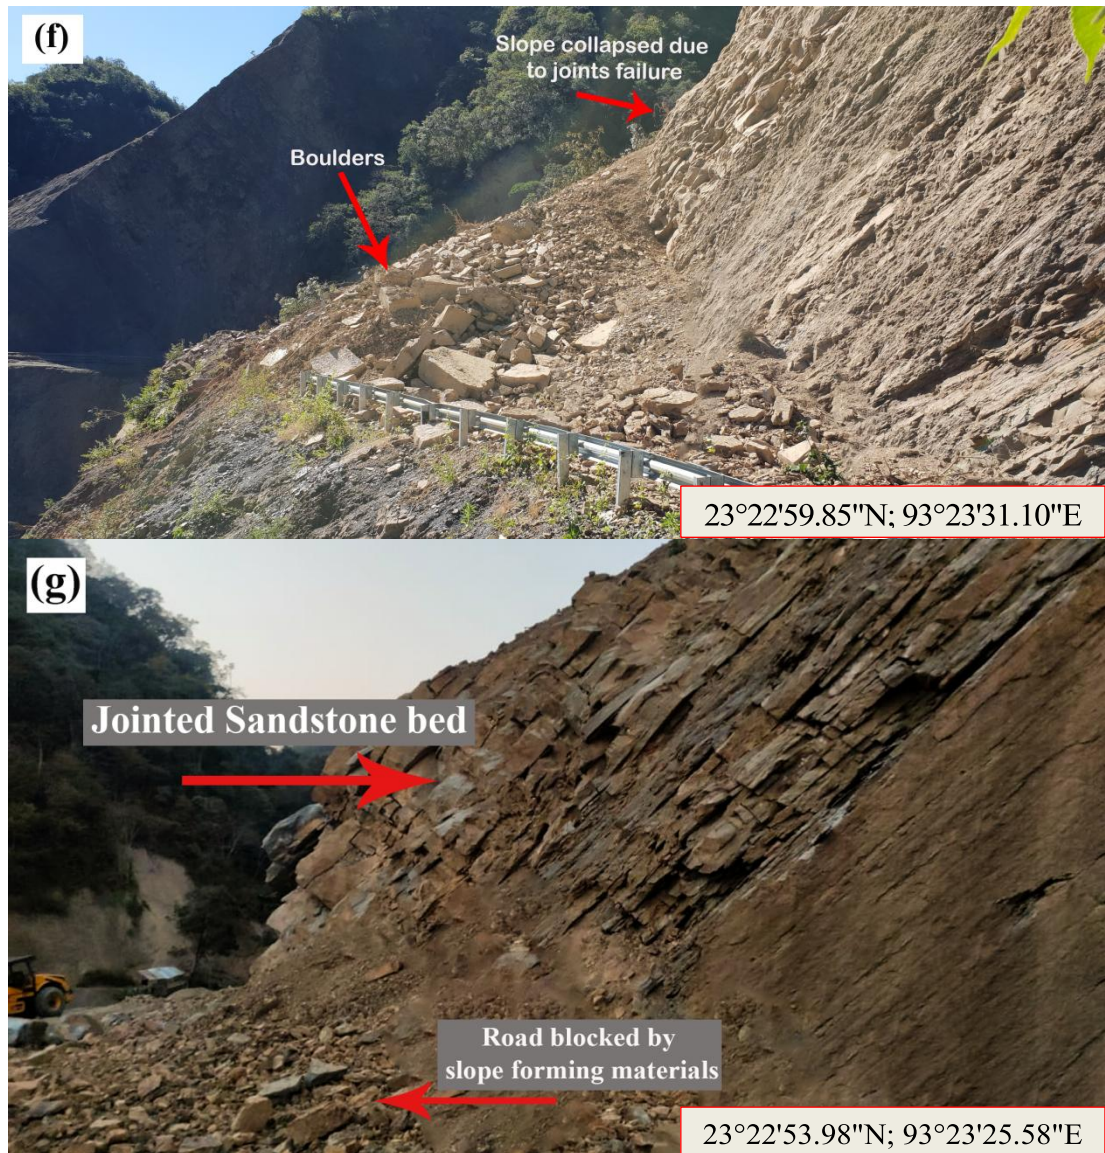 (f)
Slope collapsed due
to joints failure
Boulders
23°22'59.85"N; 93°23'31.10"E
(g)
Jointed Sandstone bed
Road blocked by
slope forming materials
23°22'53.98"N; 93°23'25.58"E